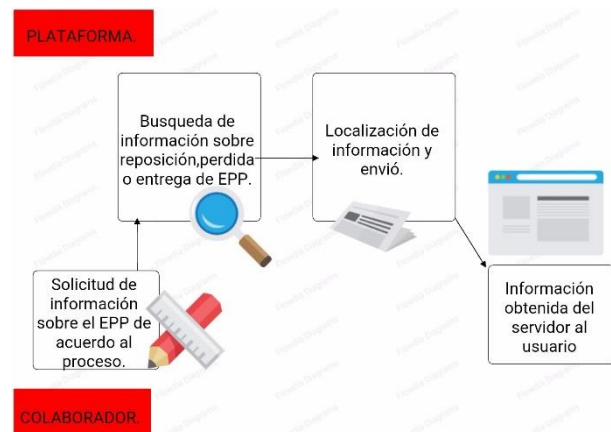 PLATAFORMA.
Busqueda de
información sobre
reposición,perdida
o entrega de EPP.
Localización de
información y
envió.
Solicitud de
información
sobre el EPP de
acuerdo al
proceso.
Información
obtenida del
servidor al
usuario
COLABORADOR.